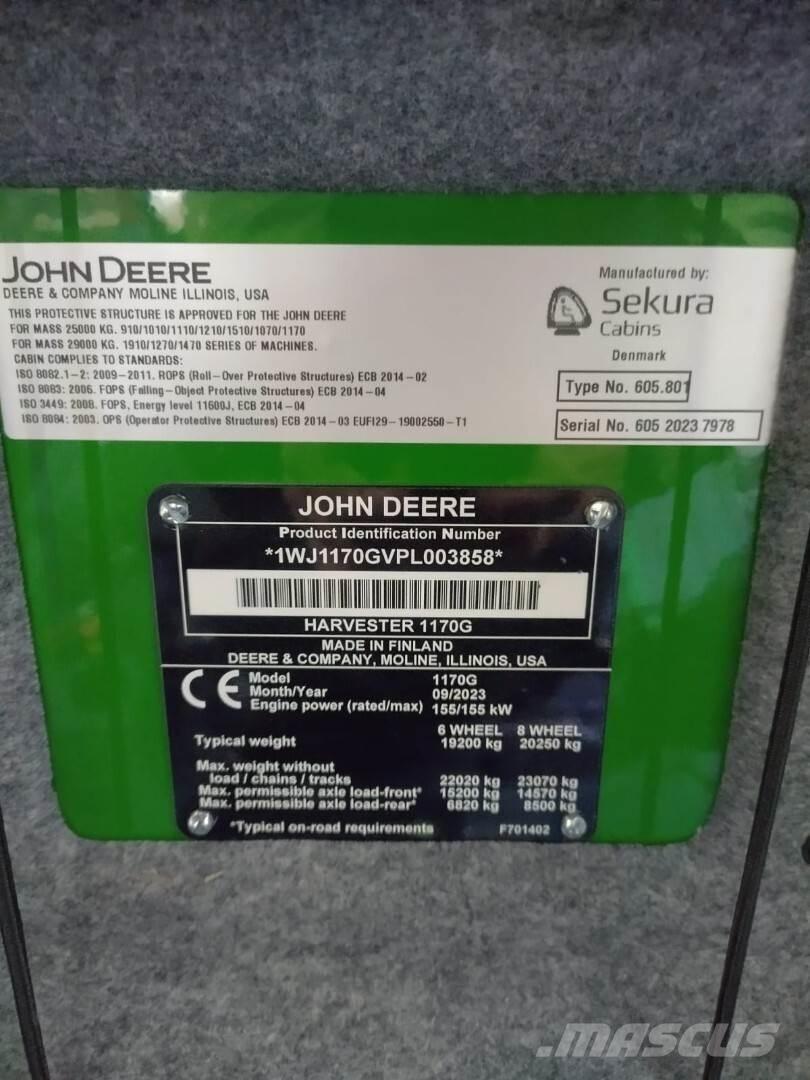 JOHN DEERE
DEERE & COMPANY MOLINE ILLINOIS, USA
THIS PROTECTIVE STRUCTURE IS APPROVED FOR THE JOHN DEERE
FOR MASS 25000 KG. 910/1010/1110/1210/1510/1070/1170
FOR MASS 29000 KG. 1910/1270/1470 SERIES OF MACHINES.
CABIN COMPLIES TO STANDARDS:
ISO 8082.1-2: 2009-2011. ROPS (Roll-Over Protective Structures) ECB 2014-02
ISO 8083: 2006. FOPS (Falling-Object Protective Structures) ECB 2014-04
ISO 3449: 2008. FOPS, Energy level 11600J, ECB 2014-04
ISO 8084: 2003. OPS (Operator Protective Structures) ECB 2014-03 EUFI29-19002550-T1
Manufactured by:
Sekura
Cabins
Denmark
Type No. 605.801
Serial No. 605 2023 7978
JOHN DEERE
Product Identification Number
*1WJ1170GVPL003858*
HARVESTER 1170G
MADE IN FINLAND
DEERE & COMPANY, MOLINE, ILLINOIS, USA
CE
Model 1170G
Month/Year 09/2023
Engine power (rated/max) 155/155 kW
6 WHEEL 8 WHEEL
Typical weight 19200 kg 20250 kg
Max. weight without
load / chains / tracks 22020 kg 23070 kg
Max. permissible axle load-front* 15200 kg 14570 kg
Max. permissible axle load-rear* 6820 kg 8500 kg
*Typical on-road requirements F701402
MASCUS